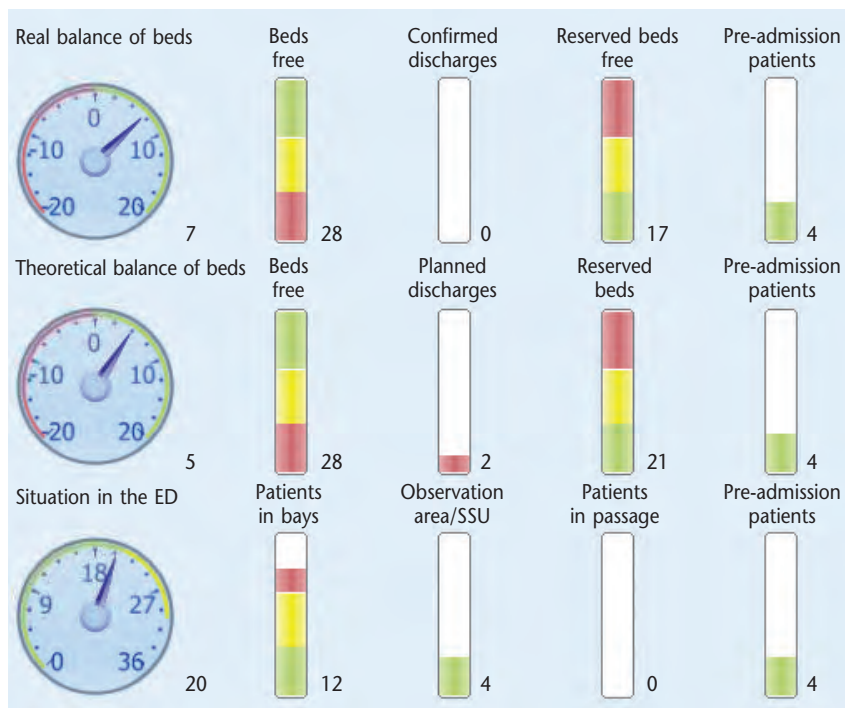 Real balance of beds
Beds
free
Confirmed
discharges
Reserved beds
free
Pre-admission
patients
0
-10
10
-20
20
7
28
0
17
4
Theoretical balance of beds
Beds
free
Planned
discharges
Reserved
beds
Pre-admission
patients
0
-10
10
-20
20
5
28
2
21
4
Situation in the ED
Patients
in bays
Observation
area/SSU
Patients
in passage
Pre-admission
patients
18
9
27
0
36
20
12
4
0
4